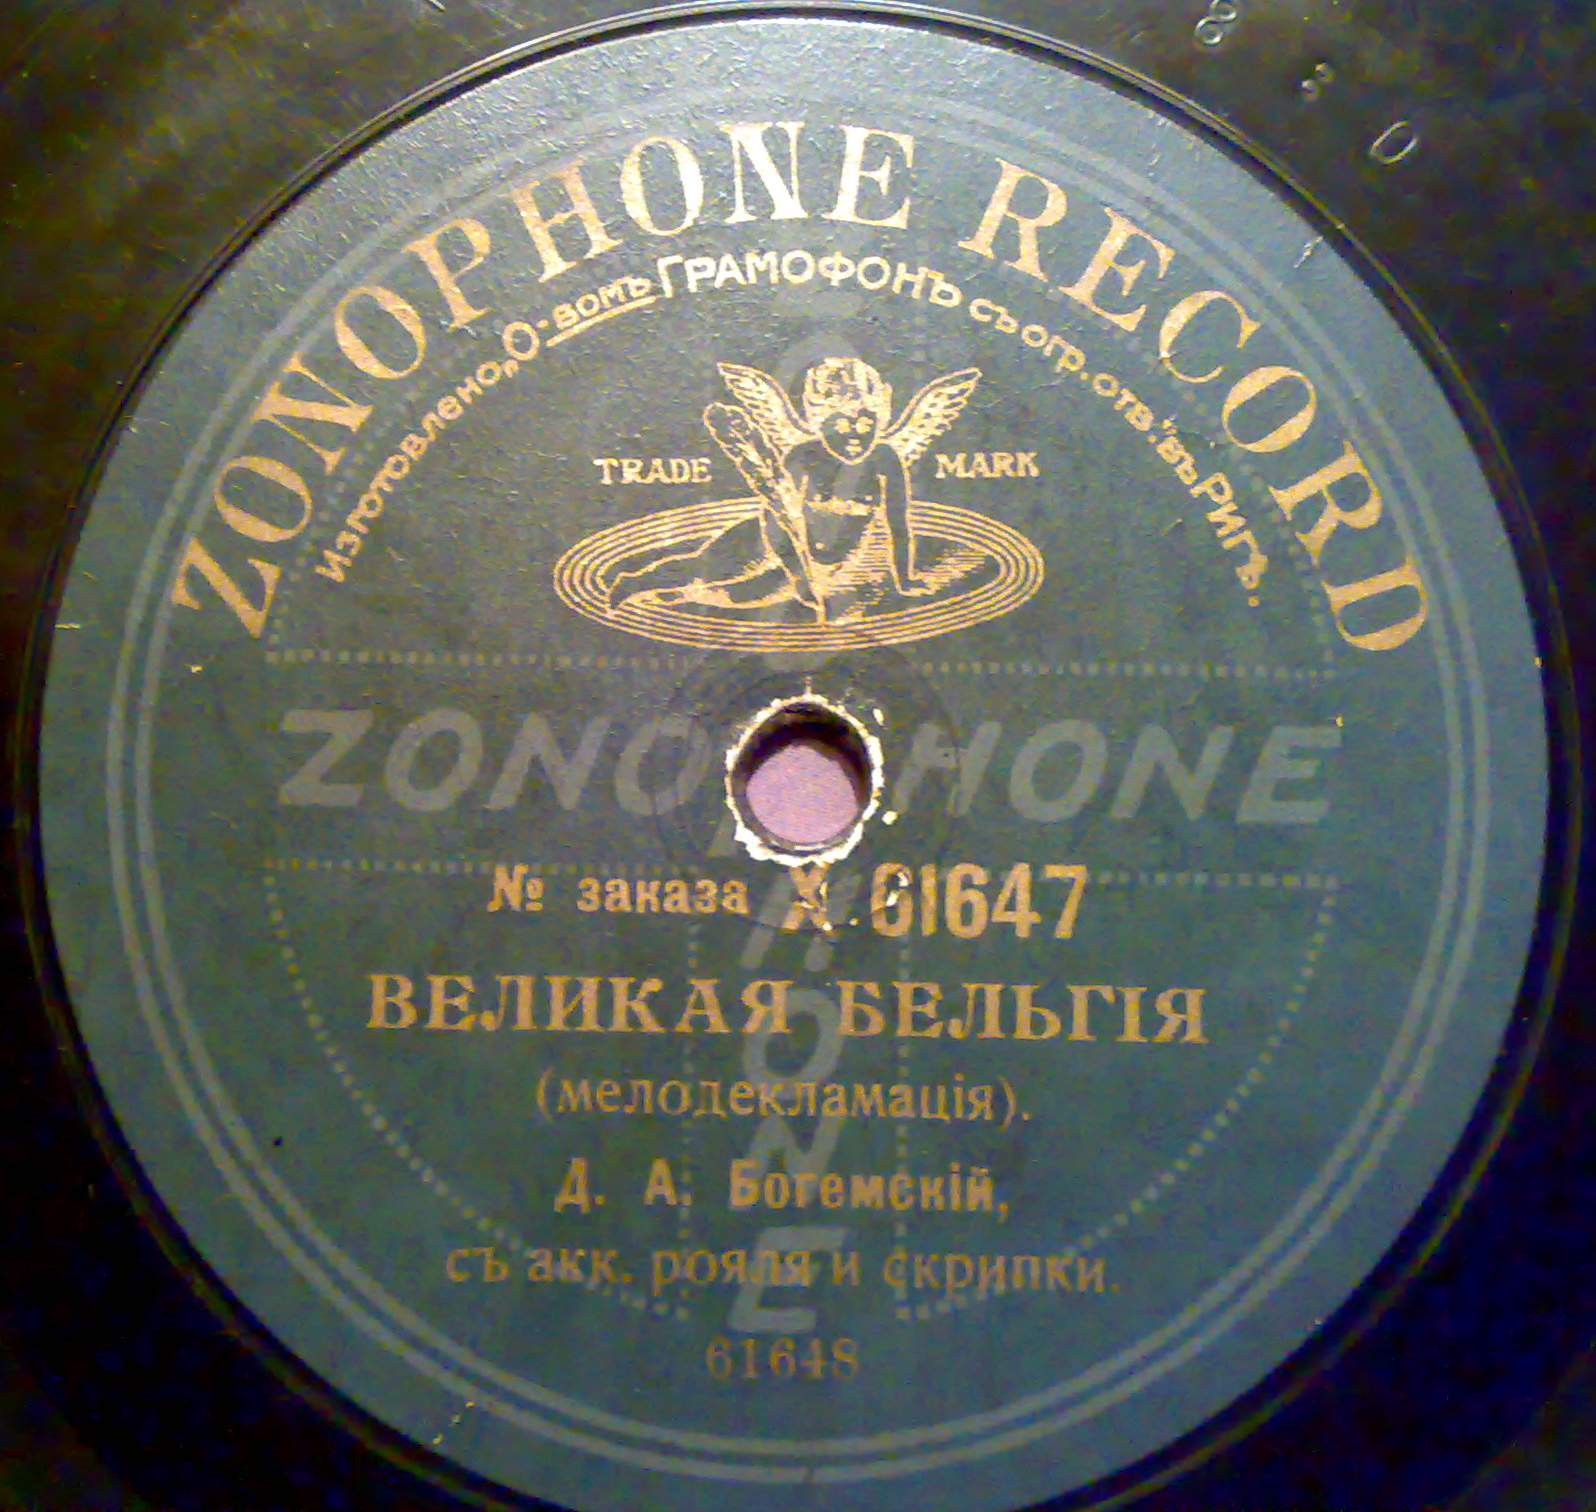 ZONOPHONE RECORD
Изготовлено „О-вомъ ГРАМОФОНЪ съ огр. отв." въ Ригѣ.
TRADE MARK
ZONOPHONE
№ заказа X 61647
ВЕЛИКАЯ БЕЛЬГІЯ
(мелодекламація).
Д. А. Богемскій,
съ акк. рояля и скрипки.
61648